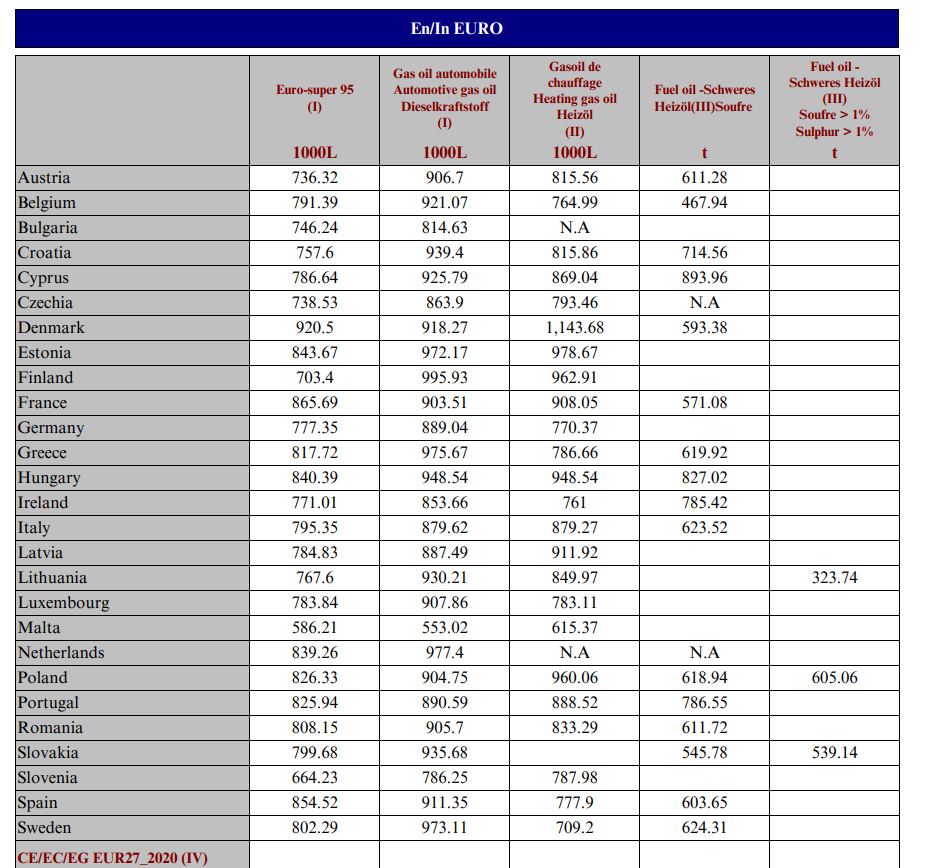 En/In EURO
Euro-super 95
(I)
1000L
Gas oil automobile
Automotive gas oil
Dieselkraftstoff
(I)
1000L
Gasoil de
chauffage
Heating gas oil
Heizöl
(II)
1000L
Fuel oil -Schweres
Heizöl(III)Soufre
t
Fuel oil -
Schweres Heizöl
(III)
Soufre > 1%
Sulphur > 1%
t
Austria 736.32 906.7 815.56 611.28
Belgium 791.39 921.07 764.99 467.94
Bulgaria 746.24 814.63 N.A
Croatia 757.6 939.4 815.86 714.56
Cyprus 786.64 925.79 869.04 893.96
Czechia 738.53 863.9 793.46 N.A
Denmark 920.5 918.27 1,143.68 593.38
Estonia 843.67 972.17 978.67
Finland 703.4 995.93 962.91
France 865.69 903.51 908.05 571.08
Germany 777.35 889.04 770.37
Greece 817.72 975.67 786.66 619.92
Hungary 840.39 948.54 948.54 827.02
Ireland 771.01 853.66 761 785.42
Italy 795.35 879.62 879.27 623.52
Latvia 784.83 887.49 911.92
Lithuania 767.6 930.21 849.97 323.74
Luxembourg 783.84 907.86 783.11
Malta 586.21 553.02 615.37
Netherlands 839.26 977.4 N.A N.A
Poland 826.33 904.75 960.06 618.94 605.06
Portugal 825.94 890.59 888.52 786.55
Romania 808.15 905.7 833.29 611.72
Slovakia 799.68 935.68 545.78 539.14
Slovenia 664.23 786.25 787.98
Spain 854.52 911.35 777.9 603.65
Sweden 802.29 973.11 709.2 624.31
CE/EC/EG EUR27_2020 (IV)